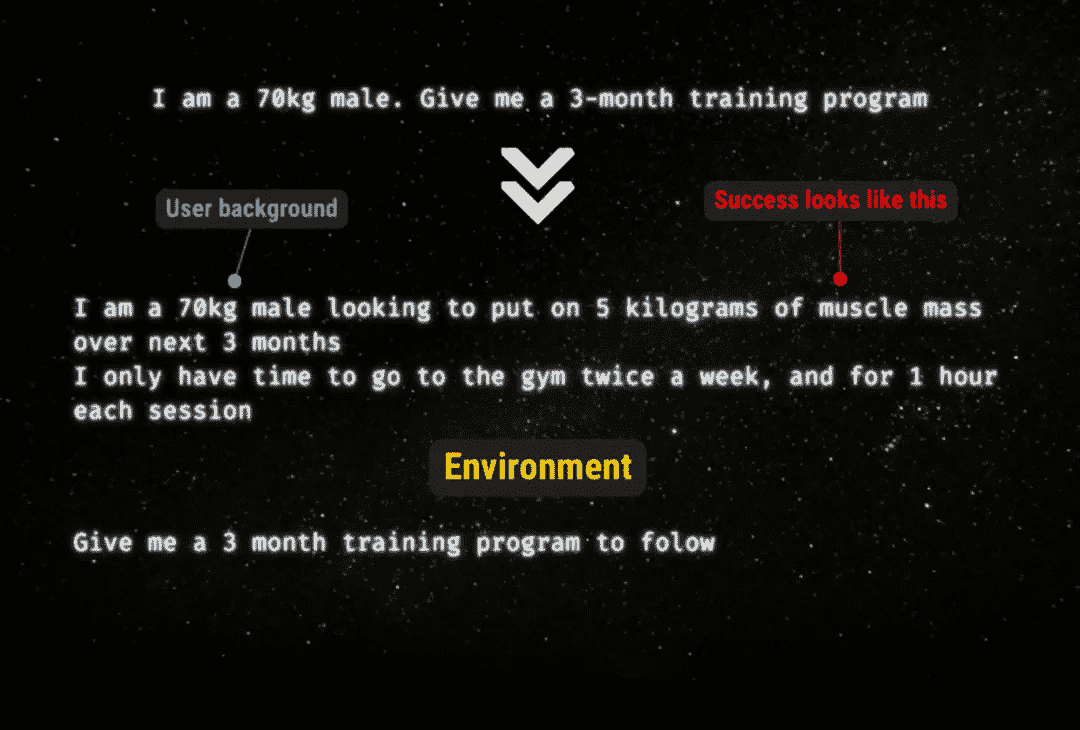 I am a 70kg male. Give me a 3-month training program
User background
Success looks like this
I am a 70kg male looking to put on 5 kilograms of muscle mass
over next 3 months
I only have time to go to the gym twice a week, and for 1 hour
each session
Environment
Give me a 3 month training program to folow